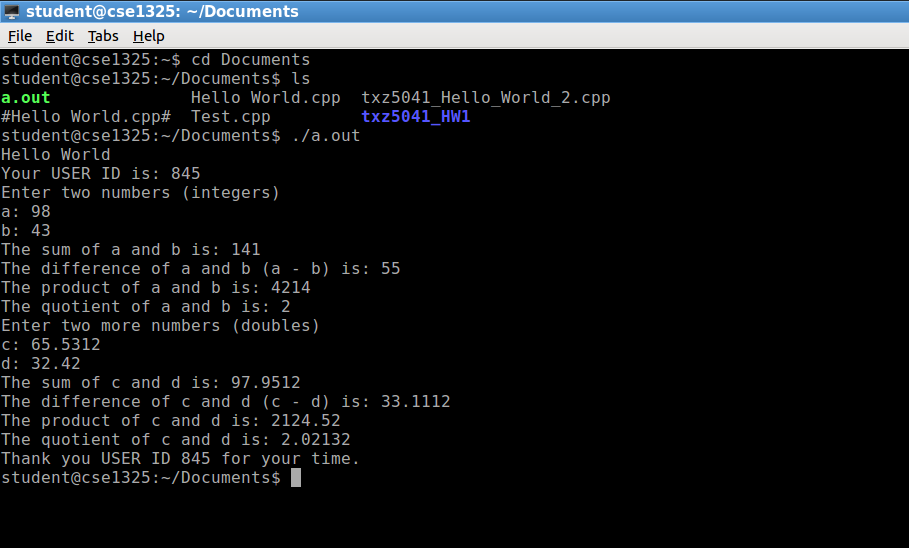 student@cse1325: ~/Documents
File Edit Tabs Help
student@cse1325:~$ cd Documents
student@cse1325:~/Documents$ ls
a.out              Hello World.cpp  txz5041_Hello_World_2.cpp
#Hello World.cpp#  Test.cpp         txz5041_HW1
student@cse1325:~/Documents$ ./a.out
Hello World
Your USER ID is: 845
Enter two numbers (integers)
a: 98
b: 43
The sum of a and b is: 141
The difference of a and b (a - b) is: 55
The product of a and b is: 4214
The quotient of a and b is: 2
Enter two more numbers (doubles)
c: 65.5312
d: 32.42
The sum of c and d is: 97.9512
The difference of c and d (c - d) is: 33.1112
The product of c and d is: 2124.52
The quotient of c and d is: 2.02132
Thank you USER ID 845 for your time.
student@cse1325:~/Documents$